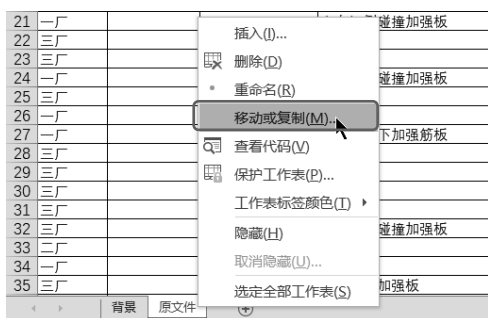 21 一厂 碰撞加强板
22 三厂
23 三厂
24 一厂 碰撞加强板
25 三厂
26 一厂
27 一厂 下加强筋板
28 三厂
29 三厂
30 三厂
31 三厂
32 三厂 碰撞加强板
33 二厂
34 一厂
35 三厂 加强板
插入(I)...
删除(D)
重命名(R)
移动或复制(M)...
查看代码(V)
保护工作表(P)...
工作表标签颜色(T)
隐藏(H)
取消隐藏(U)...
选定全部工作表(S)
背景 原文件